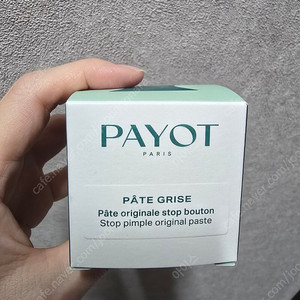 PAYOT
PARIS
PÂTE GRISE
Pâte originale stop bouton
Stop pimple original paste